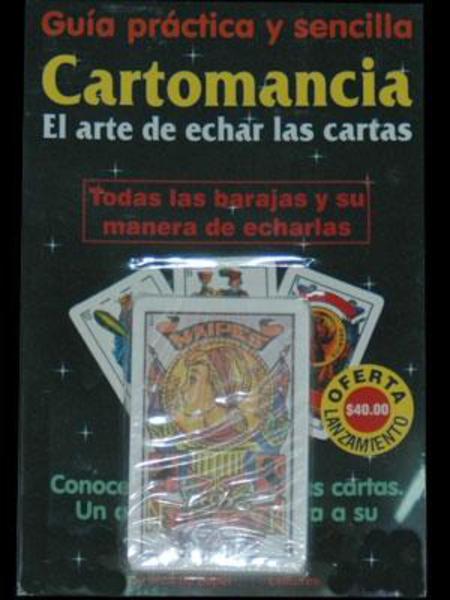 Guía práctica y sencilla
Cartomancia
El arte de echar las cartas
Todas las barajas y su
manera de echarlas
NAIPES
OFERTA
$40.00
LANZAMIENTO
Conoce cartas.
Un a su